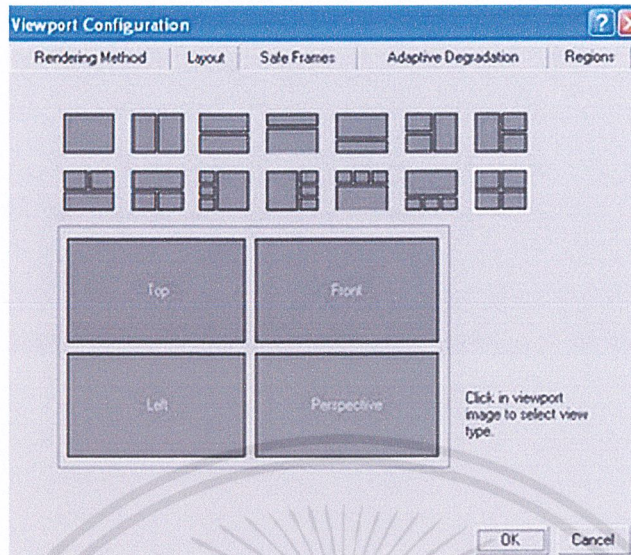 Viewport Configuration
Rendering Method Layout Safe Frames Adaptive Degradation Regions
Top Front
Left Perspective
Click in viewport
image to select view
type.
OK Cancel